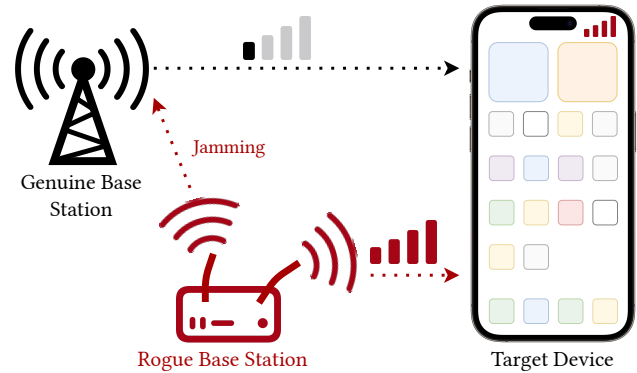 Jamming
Genuine Base
Station
Rogue Base Station
Target Device